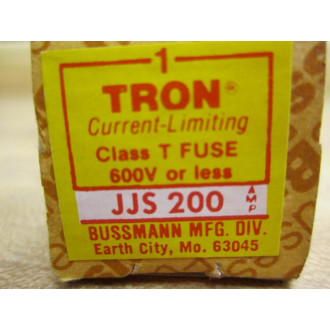 1
TRON®
Current-Limiting
Class T FUSE
600V or less
JJS 200 AMP
BUSSMANN MFG. DIV.
Earth City, Mo. 63045